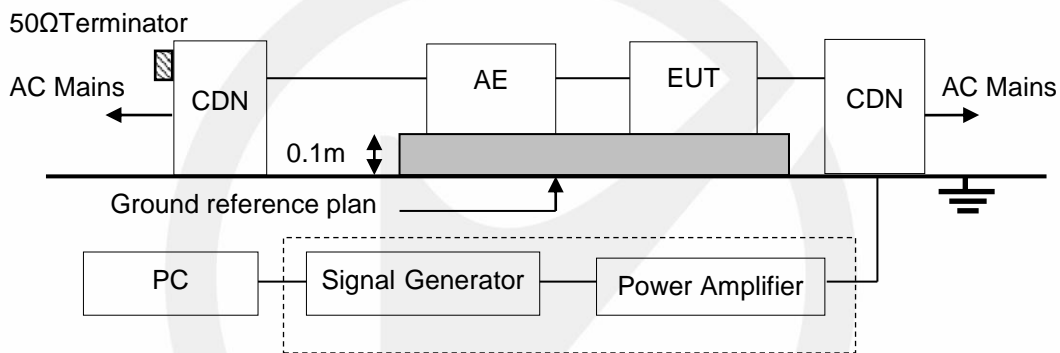 50ΩTerminator
AC Mains
CDN
AE
EUT
CDN
AC Mains
0.1m
Ground reference plan
PC
Signal Generator
Power Amplifier